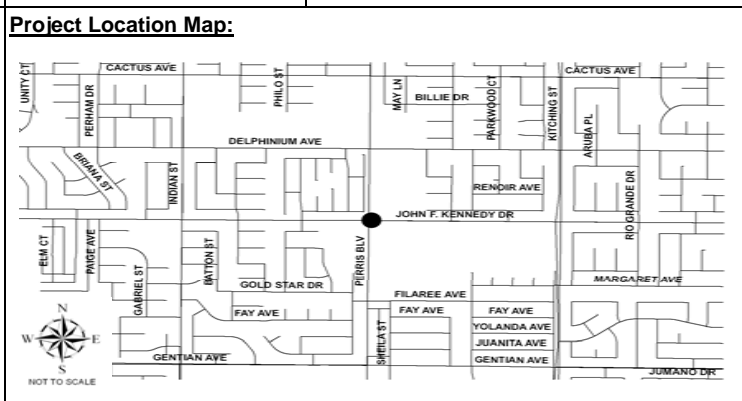 Project Location Map:
CACTUS AVE
CACTUS AVE
UNITY CT
PERHAM DR
PHILO ST
MAY LN
BILLIE DR
PARKWOOD CT
KITCHING ST
ARUBA PL
DELPHINIUM AVE
BRIANA ST
INDIAN ST
RENOIR AVE
RIO GRANDE DR
JOHN F. KENNEDY DR
ELM CT
PAIGE AVE
GABRIEL ST
BATTON ST
PERRIS BLV
GOLD STAR DR
MARGARET AVE
FILAREE AVE
FAY AVE
FAY AVE
FAY AVE
YOLANDA AVE
SHEILA ST
JUANITA AVE
GENTIAN AVE
GENTIAN AVE
JUMANO DR
N
W
E
S
NOT TO SCALE